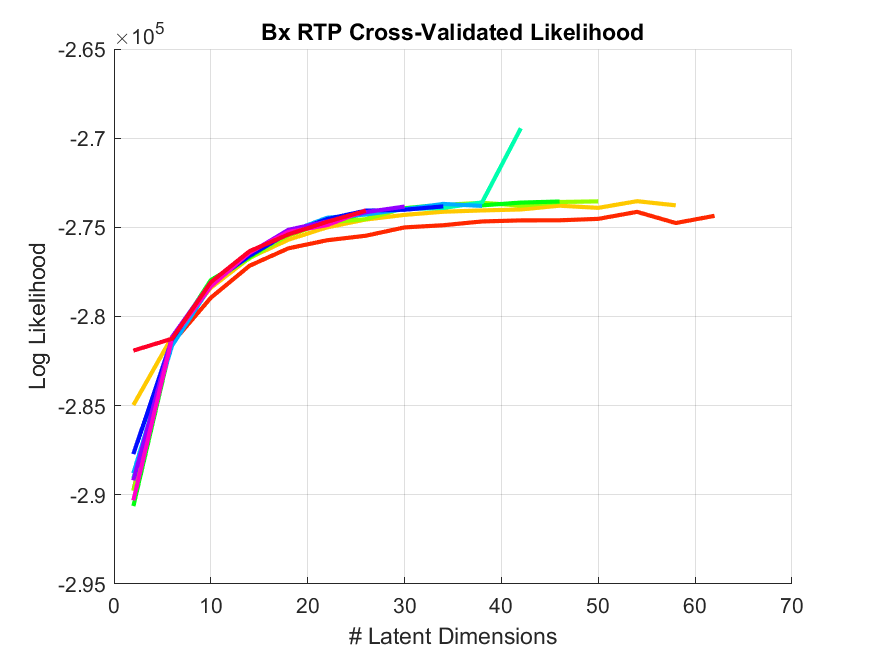 Bx RTP Cross-Validated Likelihood
×10^5
-2.65
-2.7
-2.75
-2.8
-2.85
-2.9
-2.95
Log Likelihood
0 10 20 30 40 50 60 70
# Latent Dimensions